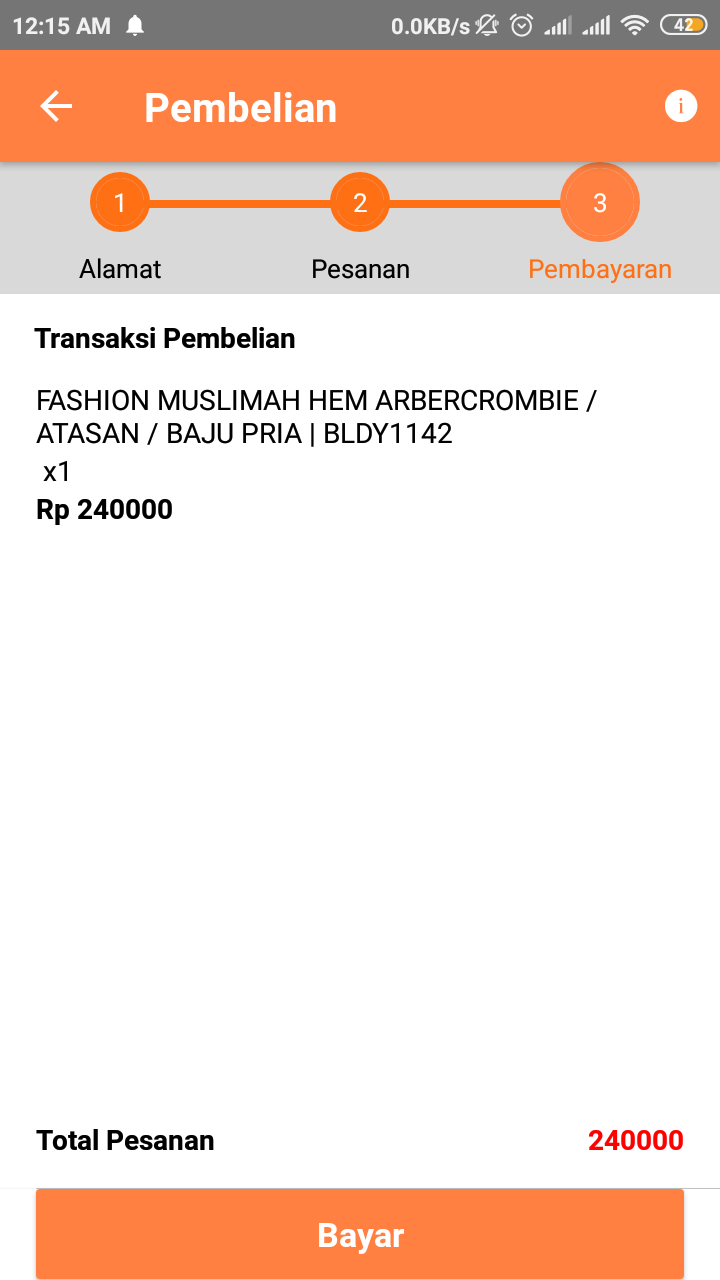 12:15 AM 0.0KB/s 42
Pembelian
1 2 3
Alamat Pesanan Pembayaran
Transaksi Pembelian
FASHION MUSLIMAH HEM ARBERCROMBIE /
ATASAN / BAJU PRIA | BLDY1142
x1
Rp 240000
Total Pesanan 240000
Bayar